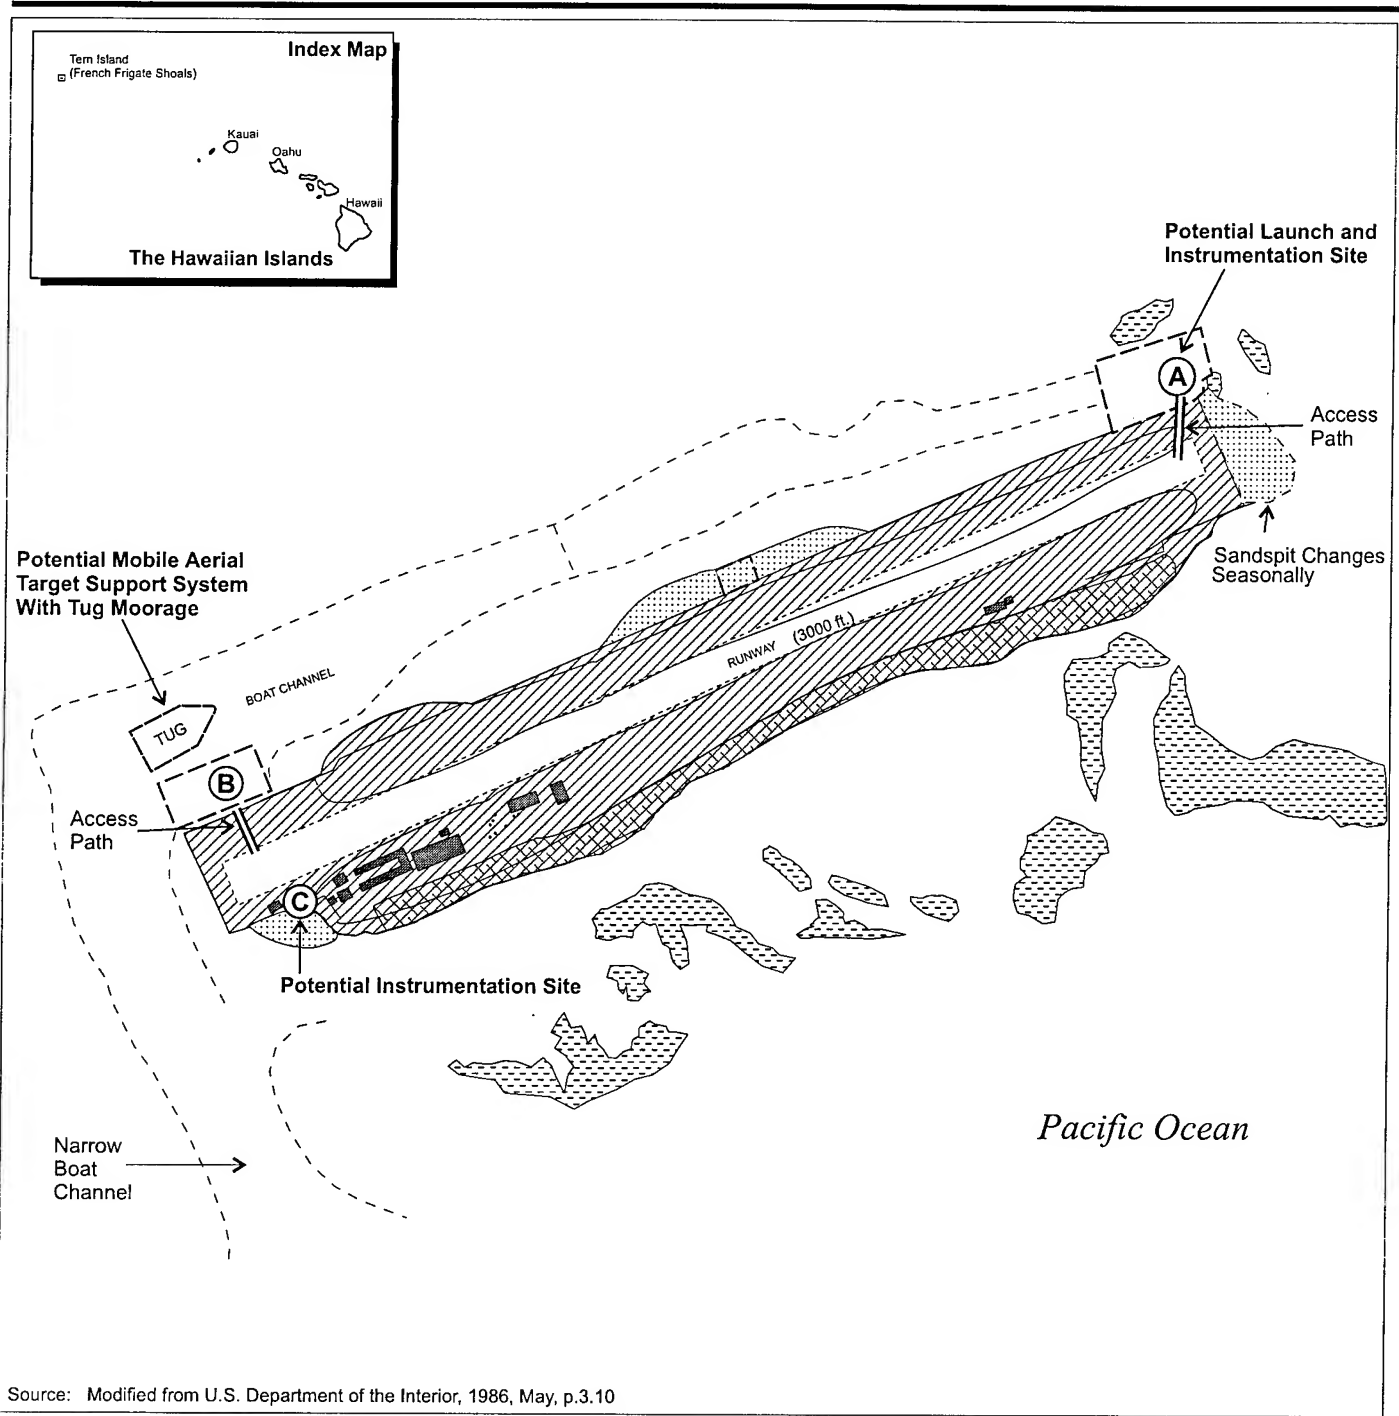 Index Map
Tern Island
(French Frigate Shoals)
Kauai
Oahu
Hawaii
The Hawaiian Islands
Potential Launch and
Instrumentation Site
A
Access
Path
Sandspit Changes
Seasonally
Potential Mobile Aerial
Target Support System
With Tug Moorage
BOAT CHANNEL
RUNWAY (3000 ft.)
TUG
B
Access
Path
C
Potential Instrumentation Site
Pacific Ocean
Narrow
Boat
Channel
Source: Modified from U.S. Department of the Interior, 1986, May, p.3.10